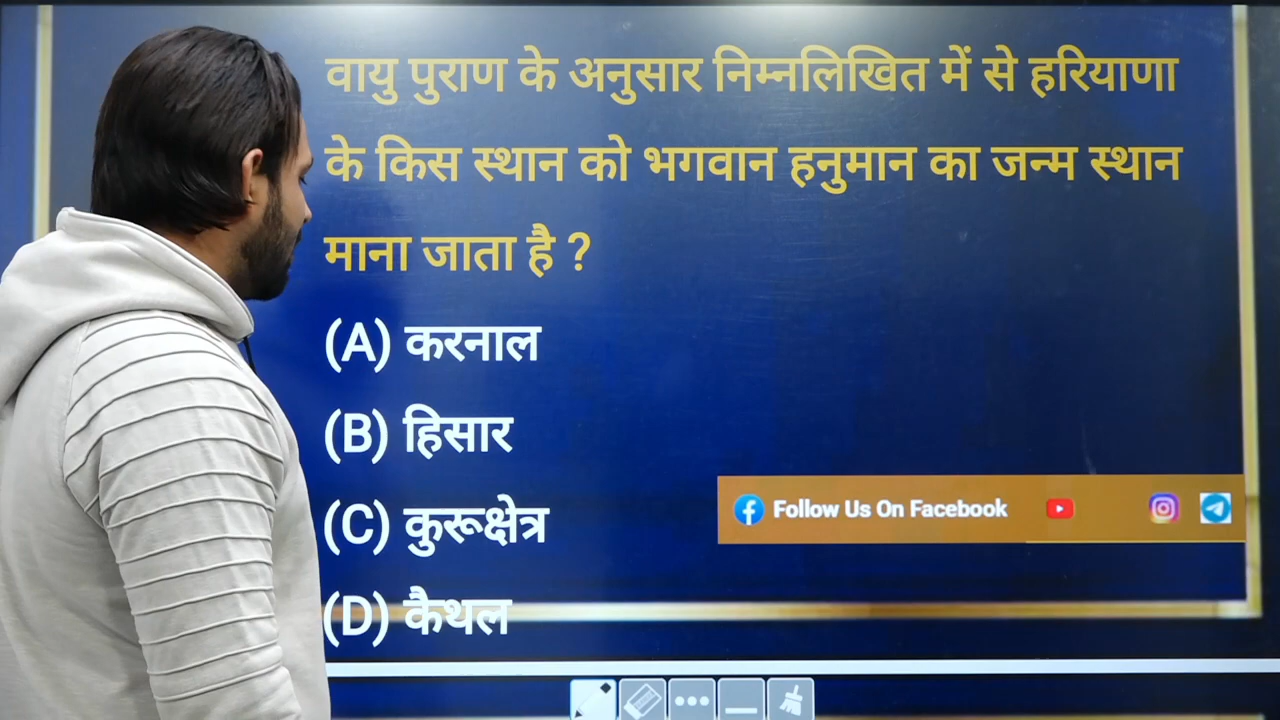 वायु पुराण के अनुसार निम्नलिखित में से हरियाणा
के किस स्थान को भगवान हनुमान का जन्म स्थान
माना जाता है ?
(A) करनाल
(B) हिसार
(C) कुरूक्षेत्र
(D) कैथल
Follow Us On Facebook